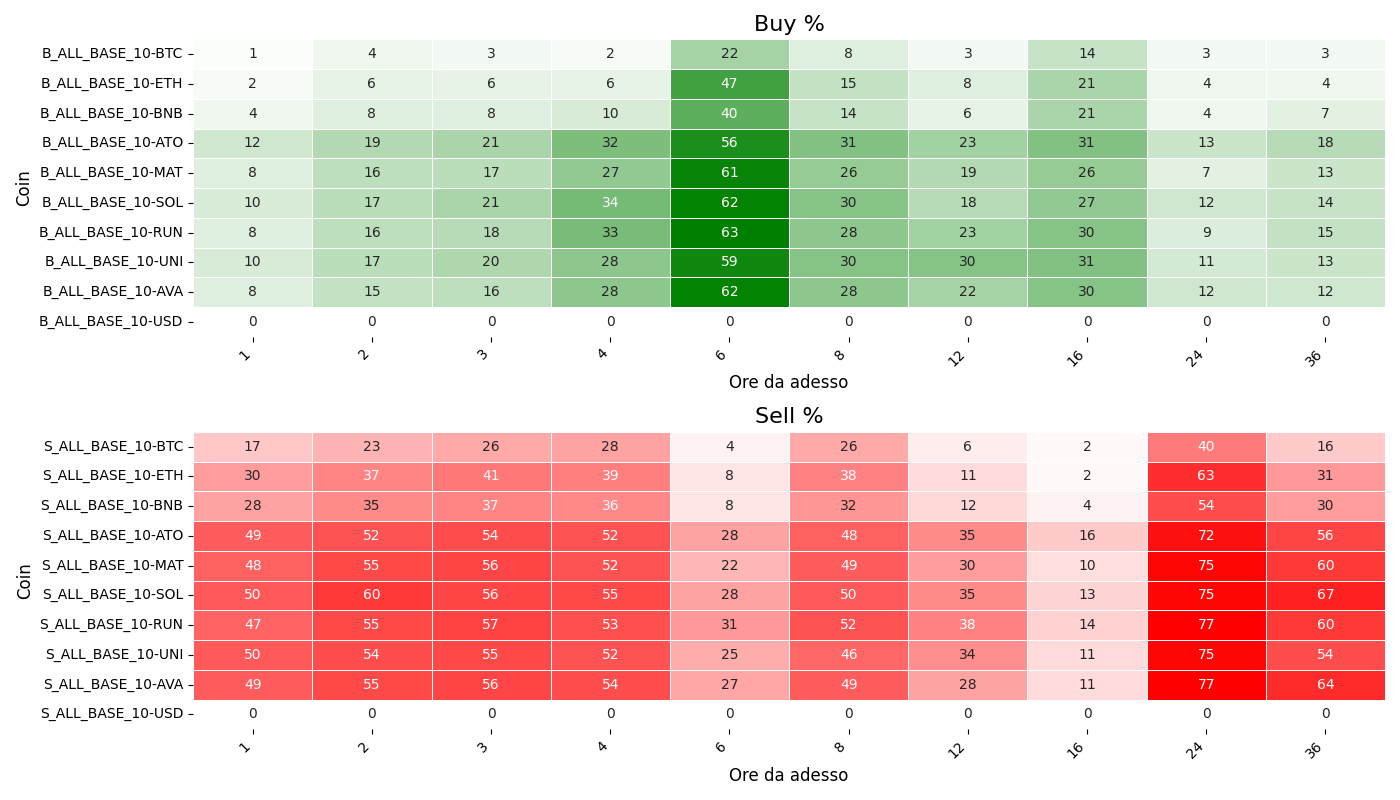 Buy %
Coin
B_ALL_BASE_10-BTC 1 4 3 2 22 8 3 14 3 3
B_ALL_BASE_10-ETH 2 6 6 6 47 15 8 21 4 4
B_ALL_BASE_10-BNB 4 8 8 10 40 14 6 21 4 7
B_ALL_BASE_10-ATO 12 19 21 32 56 31 23 31 13 18
B_ALL_BASE_10-MAT 8 16 17 27 61 26 19 26 7 13
B_ALL_BASE_10-SOL 10 17 21 34 62 30 18 27 12 14
B_ALL_BASE_10-RUN 8 16 18 33 63 28 23 30 9 15
B_ALL_BASE_10-UNI 10 17 20 28 59 30 30 31 11 13
B_ALL_BASE_10-AVA 8 15 16 28 62 28 22 30 12 12
B_ALL_BASE_10-USD 0 0 0 0 0 0 0 0 0 0
1 2 3 4 6 8 12 16 24 36
Ore da adesso
Sell %
Coin
S_ALL_BASE_10-BTC 17 23 26 28 4 26 6 2 40 16
S_ALL_BASE_10-ETH 30 37 41 39 8 38 11 2 63 31
S_ALL_BASE_10-BNB 28 35 37 36 8 32 12 4 54 30
S_ALL_BASE_10-ATO 49 52 54 52 28 48 35 16 72 56
S_ALL_BASE_10-MAT 48 55 56 52 22 49 30 10 75 60
S_ALL_BASE_10-SOL 50 60 56 55 28 50 35 13 75 67
S_ALL_BASE_10-RUN 47 55 57 53 31 52 38 14 77 60
S_ALL_BASE_10-UNI 50 54 55 52 25 46 34 11 75 54
S_ALL_BASE_10-AVA 49 55 56 54 27 49 28 11 77 64
S_ALL_BASE_10-USD 0 0 0 0 0 0 0 0 0 0
1 2 3 4 6 8 12 16 24 36
Ore da adesso